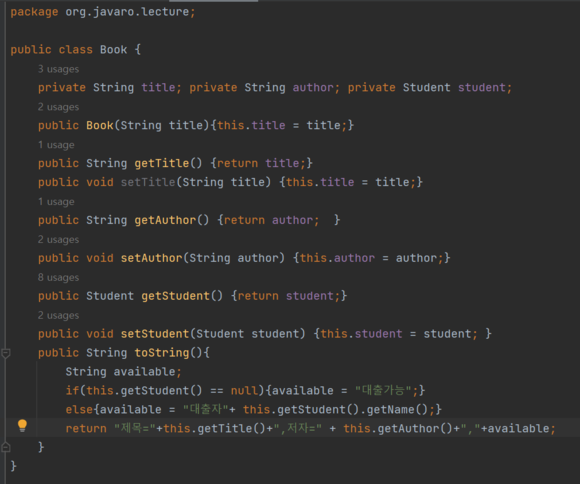 package org.javaro.lecture;
public class Book {
3 usages
private String title; private String author; private Student student;
2 usages
public Book(String title){this.title = title;}
1 usage
public String getTitle() {return title;}
public void setTitle(String title) {this.title = title;}
1 usage
public String getAuthor() {return author;  }
2 usages
public void setAuthor(String author) {this.author = author;}
8 usages
public Student getStudent() {return student;}
2 usages
public void setStudent(Student student) {this.student = student; }
public String toString(){
String available;
if(this.getStudent() == null){available = "대출가능";}
else{available = "대출자"+ this.getStudent().getName();}
return "제목="+this.getTitle()+",저자=" + this.getAuthor()+","+available;
}
}